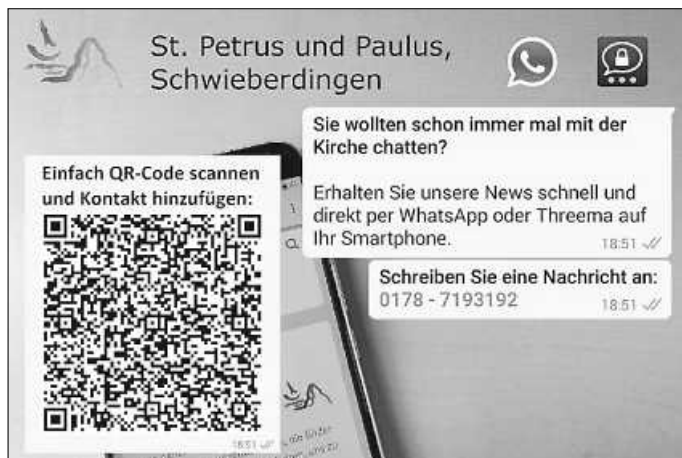 St. Petrus und Paulus,
Schwieberdingen
Sie wollten schon immer mal mit der
Kirche chatten?
Erhalten Sie unsere News schnell und
direkt per WhatsApp oder Threema auf
Ihr Smartphone.
18:51
Schreiben Sie eine Nachricht an:
0178 - 7193192
18:51
Einfach QR-Code scannen
und Kontakt hinzufügen:
18:51